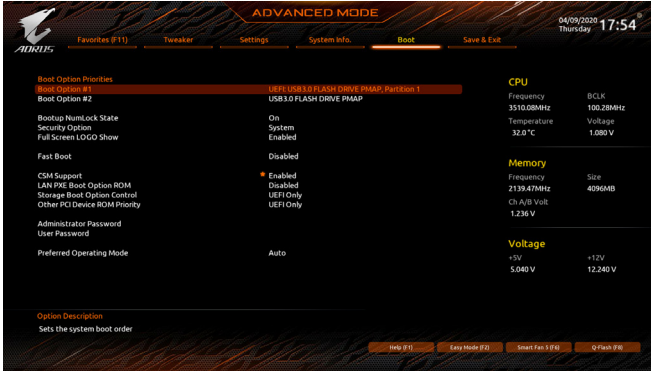 ADVANCED MODE
04/09/2020
Thursday
17:54
AORUS
Favorites (F11) Tweaker Settings System Info. Boot Save & Exit
Boot Option Priorities
Boot Option #1 UEFI: USB3.0 FLASH DRIVE PMAP, Partition 1
Boot Option #2 USB3.0 FLASH DRIVE PMAP
Bootup NumLock State On
Security Option System
Full Screen LOGO Show Enabled
Fast Boot Disabled
CSM Support Enabled
LAN PXE Boot Option ROM Disabled
Storage Boot Option Control UEFI Only
Other PCI Device ROM Priority UEFI Only
Administrator Password
User Password
Preferred Operating Mode Auto
CPU
Frequency BCLK
3510.08MHz 100.28MHz
Temperature Voltage
32.0 °C 1.080 V
Memory
Frequency Size
2139.47MHz 4096MB
Ch A/B Volt
1.236 V
Voltage
+5V +12V
5.040 V 12.240 V
Option Description
Sets the system boot order
Help (F1) Easy Mode (F2) Smart Fan 5 (F6) Q-Flash (F8)